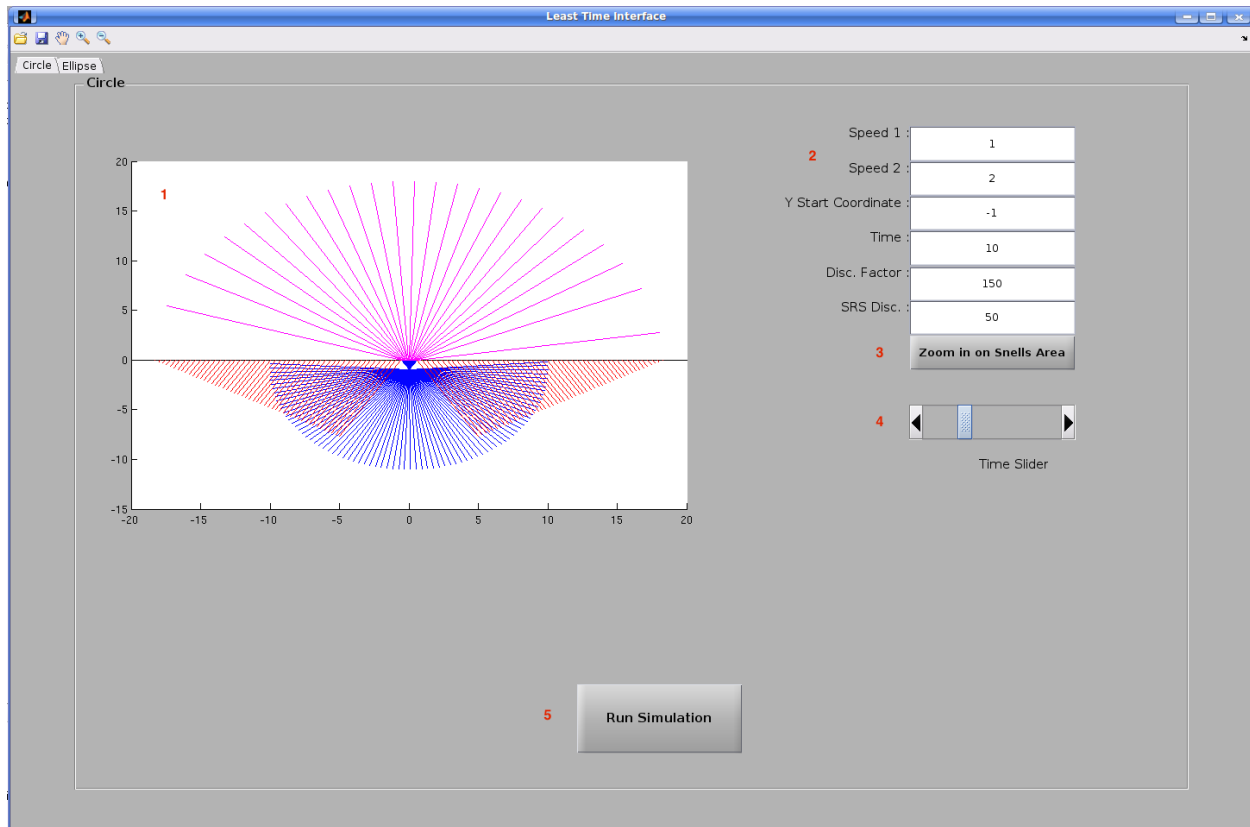 Least Time Interface
Circle Ellipse
Circle
1
20
15
10
5
0
-5
-10
-15
-20 -15 -10 -5 0 5 10 15 20
2
Speed 1 : 1
Speed 2 : 2
Y Start Coordinate : -1
Time : 10
Disc. Factor : 150
SRS Disc. : 50
3 Zoom in on Snells Area
4
Time Slider
5 Run Simulation